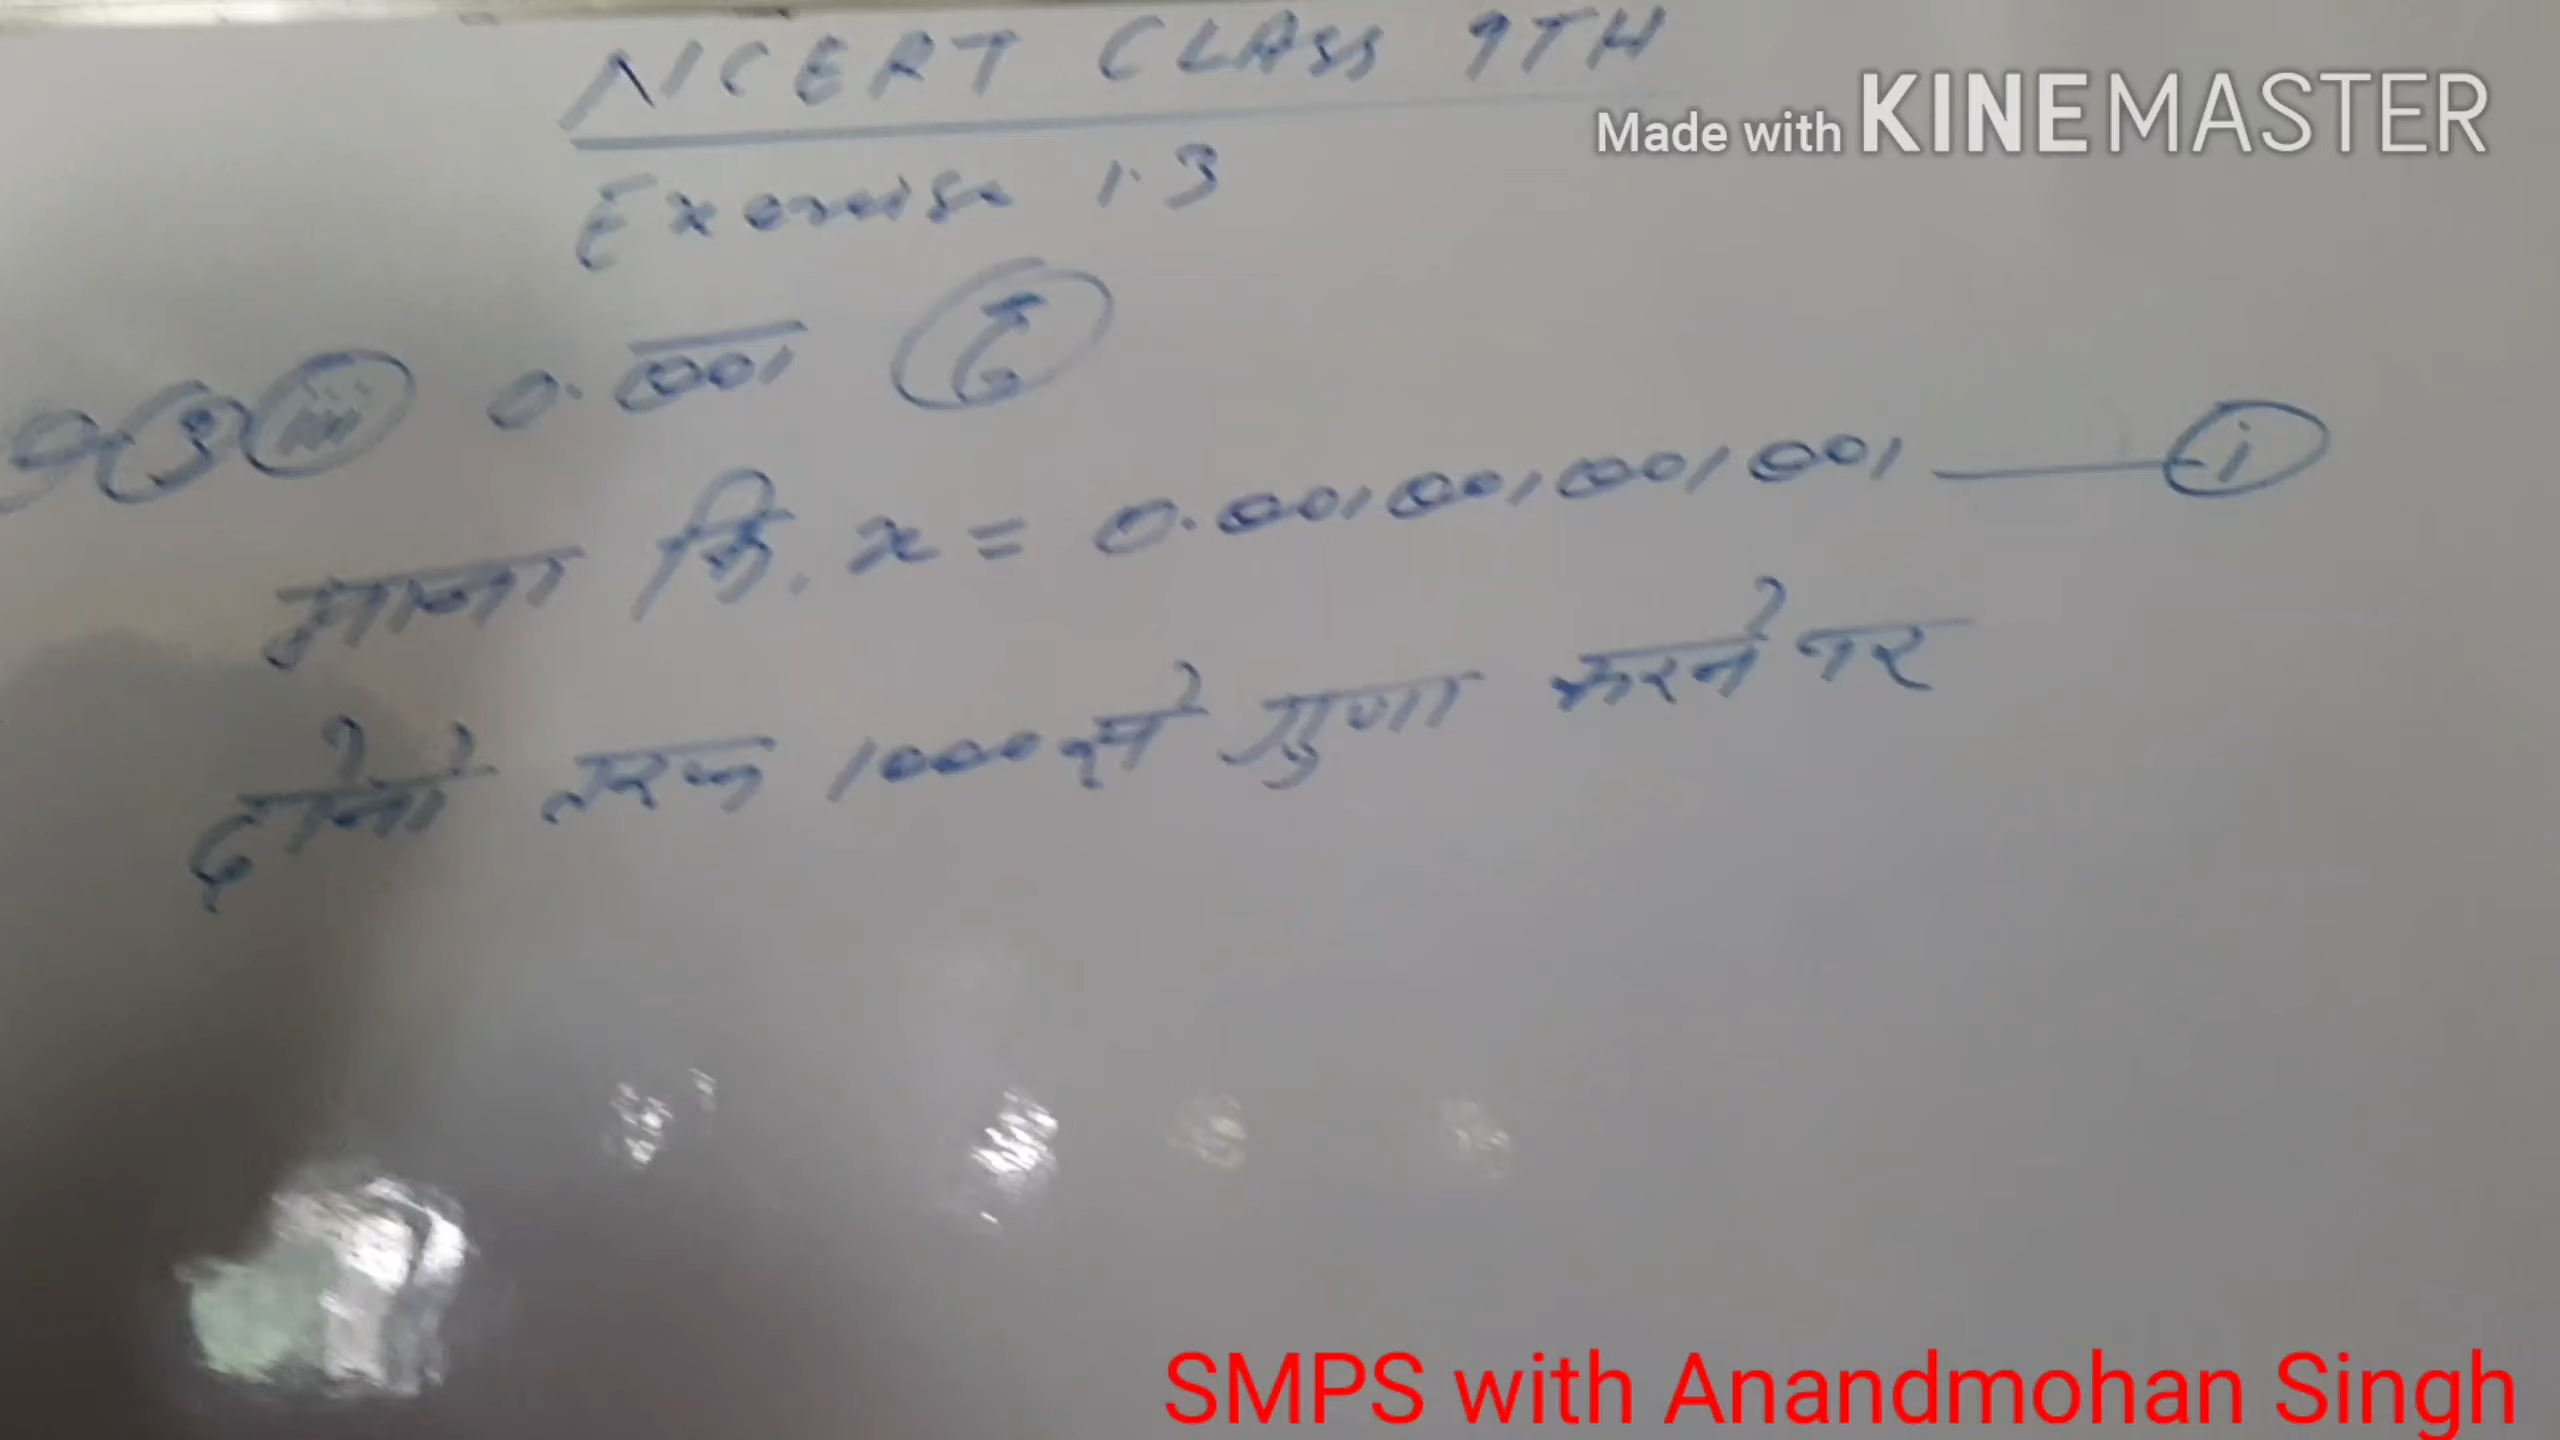 NCERT CLASS 9TH
Made with KINEMASTER
Exercise 1.3
Q 3 iii 0.001
माना कि. x = 0.001001001001 — i
दोनो तरफ 1000 से गुणा करने पर
SMPS with Anandmohan Singh